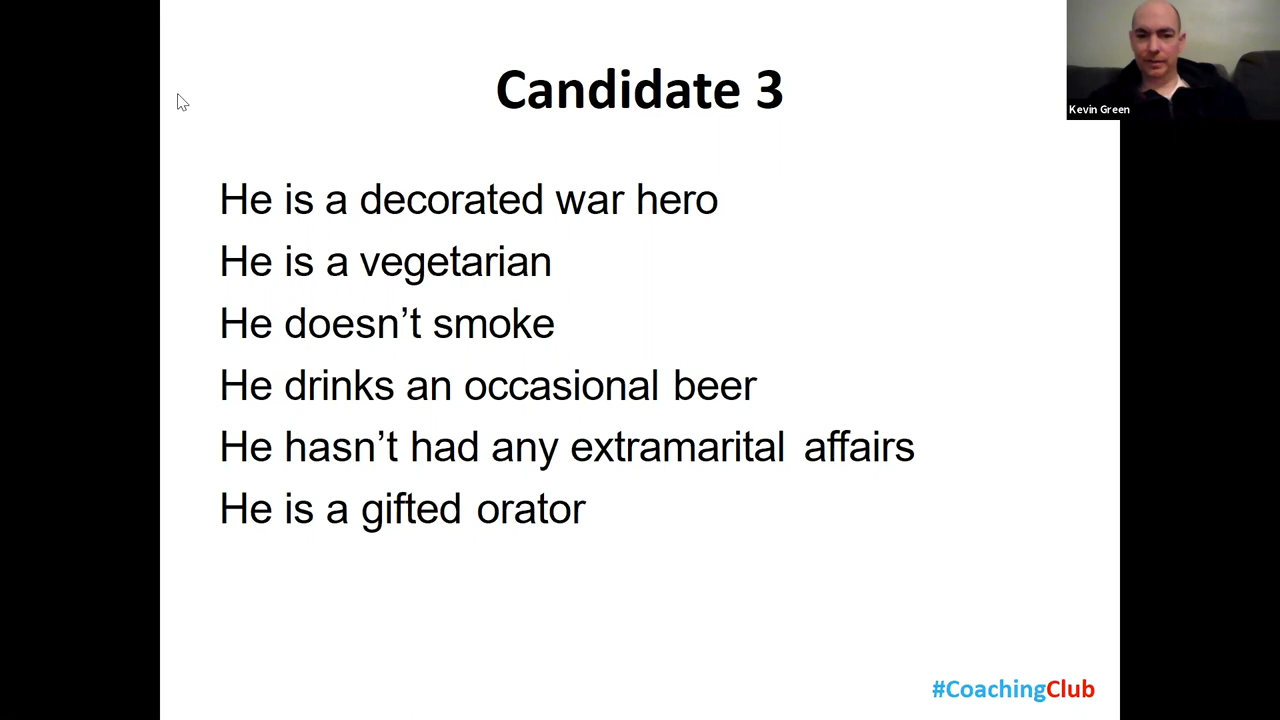 Candidate 3
Kevin Green
He is a decorated war hero
He is a vegetarian
He doesn’t smoke
He drinks an occasional beer
He hasn’t had any extramarital affairs
He is a gifted orator
#CoachingClub